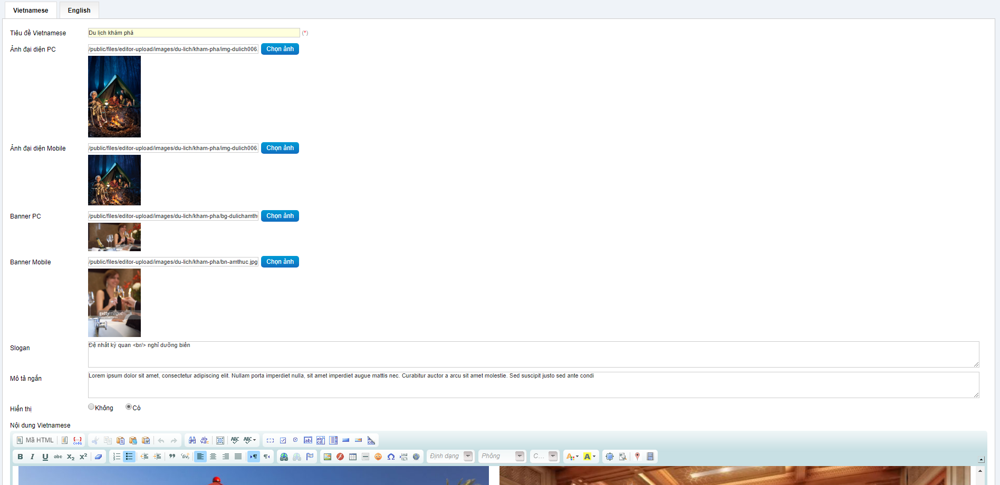 Vietnamese English
Tiêu đề Vietnamese Du lịch khám phá (*)
Ảnh đại diện PC /public/files/editor-upload/images/du-lich/kham-pha/img-dulich006. Chọn ảnh
Ảnh đại diện Mobile /public/files/editor-upload/images/du-lich/kham-pha/img-dulich006. Chọn ảnh
Banner PC /public/files/editor-upload/images/du-lich/kham-pha/bg-dulichamthu Chọn ảnh
Banner Mobile /public/files/editor-upload/images/du-lich/kham-pha/bn-amthuc.jpg Chọn ảnh
gettyimages
Slogan Đệ nhất kỳ quan <br/> nghỉ dưỡng biển
Mô tả ngắn Lorem ipsum dolor sit amet, consectetur adipiscing elit. Nullam porta imperdiet nulla, sit amet imperdiet augue mattis nec. Curabitur auctor a arcu sit amet molestie. Sed suscipit justo sed ante condi
Hiển thị Không Có
Nội dung Vietnamese
Mã HTML
Định dạng Phông C...